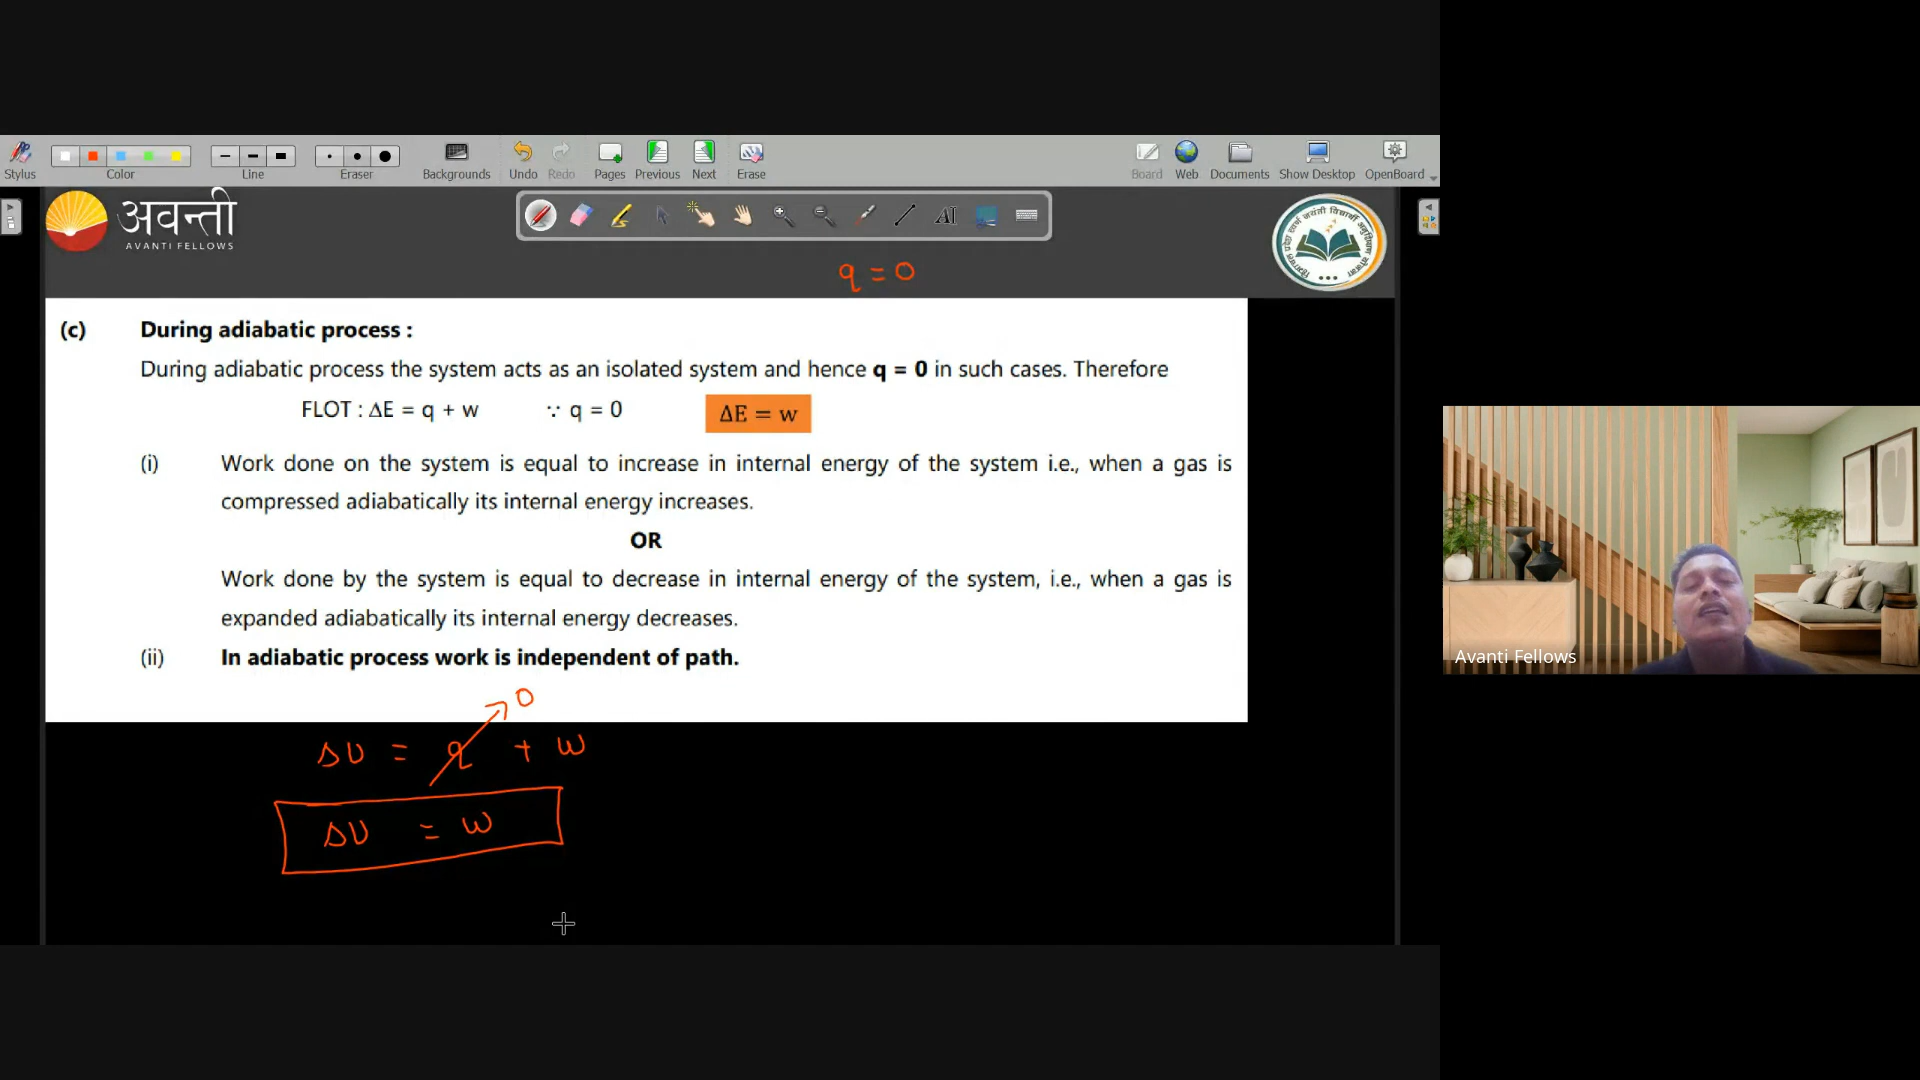 Stylus
Color
Line
Eraser
Backgrounds
Undo
Redo
Pages
Previous
Next
Erase
Board
Web
Documents
Show Desktop
OpenBoard
अवन्ती
AVANTI FELLOWS
q = 0
(c) During adiabatic process :
During adiabatic process the system acts as an isolated system and hence q = 0 in such cases. Therefore
FLOT : ΔE = q + w ∵ q = 0 ΔE = w
(i) Work done on the system is equal to increase in internal energy of the system i.e., when a gas is
compressed adiabatically its internal energy increases.
OR
Work done by the system is equal to decrease in internal energy of the system, i.e., when a gas is
expanded adiabatically its internal energy decreases.
(ii) In adiabatic process work is independent of path.
0
ΔU = q + w
ΔU = w
Avanti Fellows